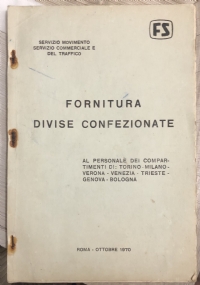 FS
SERVIZIO MOVIMENTO
SERVIZIO COMMERCIALE E
DEL TRAFFICO
FORNITURA
DIVISE CONFEZIONATE
AL PERSONALE DEI COMPAR-
TIMENTI DI: TORINO-MILANO-
VERONA - VENEZIA - TRIESTE -
GENOVA - BOLOGNA
ROMA - OTTOBRE 1970